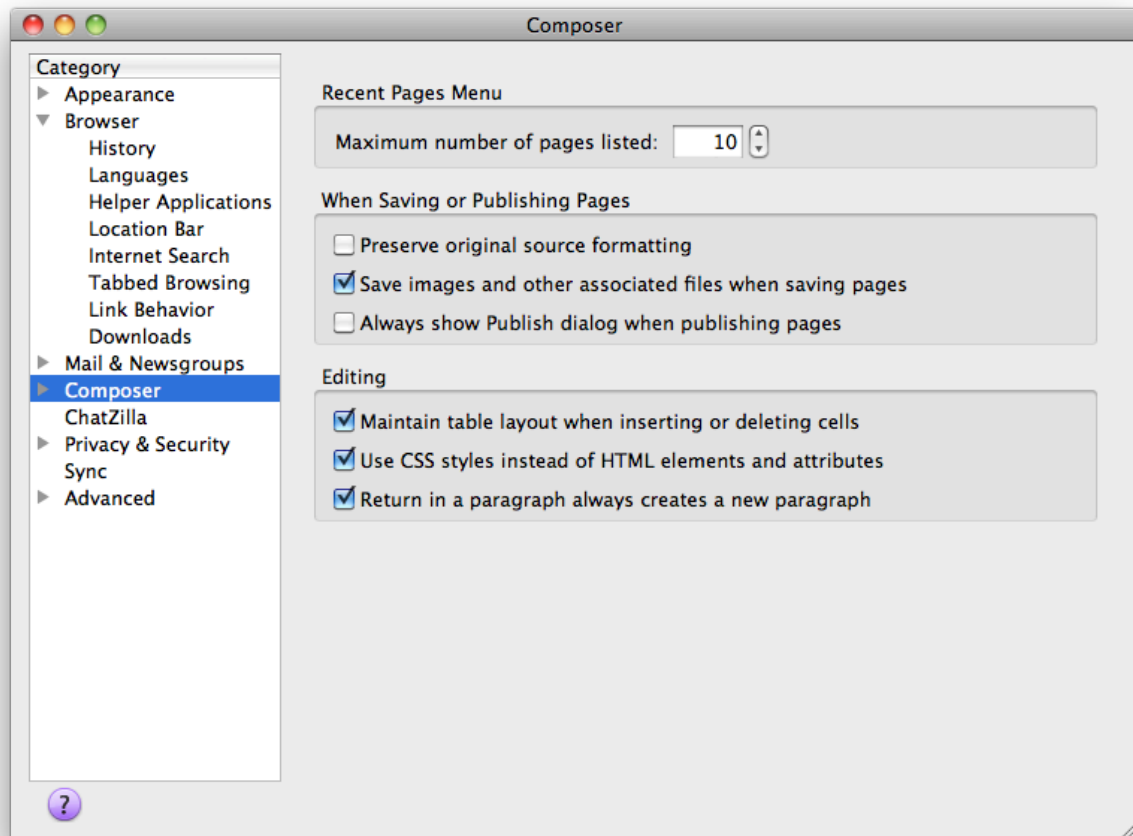 Composer
Category
Appearance
Browser
History
Languages
Helper Applications
Location Bar
Internet Search
Tabbed Browsing
Link Behavior
Downloads
Mail & Newsgroups
Composer
ChatZilla
Privacy & Security
Sync
Advanced
?
Recent Pages Menu
Maximum number of pages listed: 10
When Saving or Publishing Pages
Preserve original source formatting
Save images and other associated files when saving pages
Always show Publish dialog when publishing pages
Editing
Maintain table layout when inserting or deleting cells
Use CSS styles instead of HTML elements and attributes
Return in a paragraph always creates a new paragraph